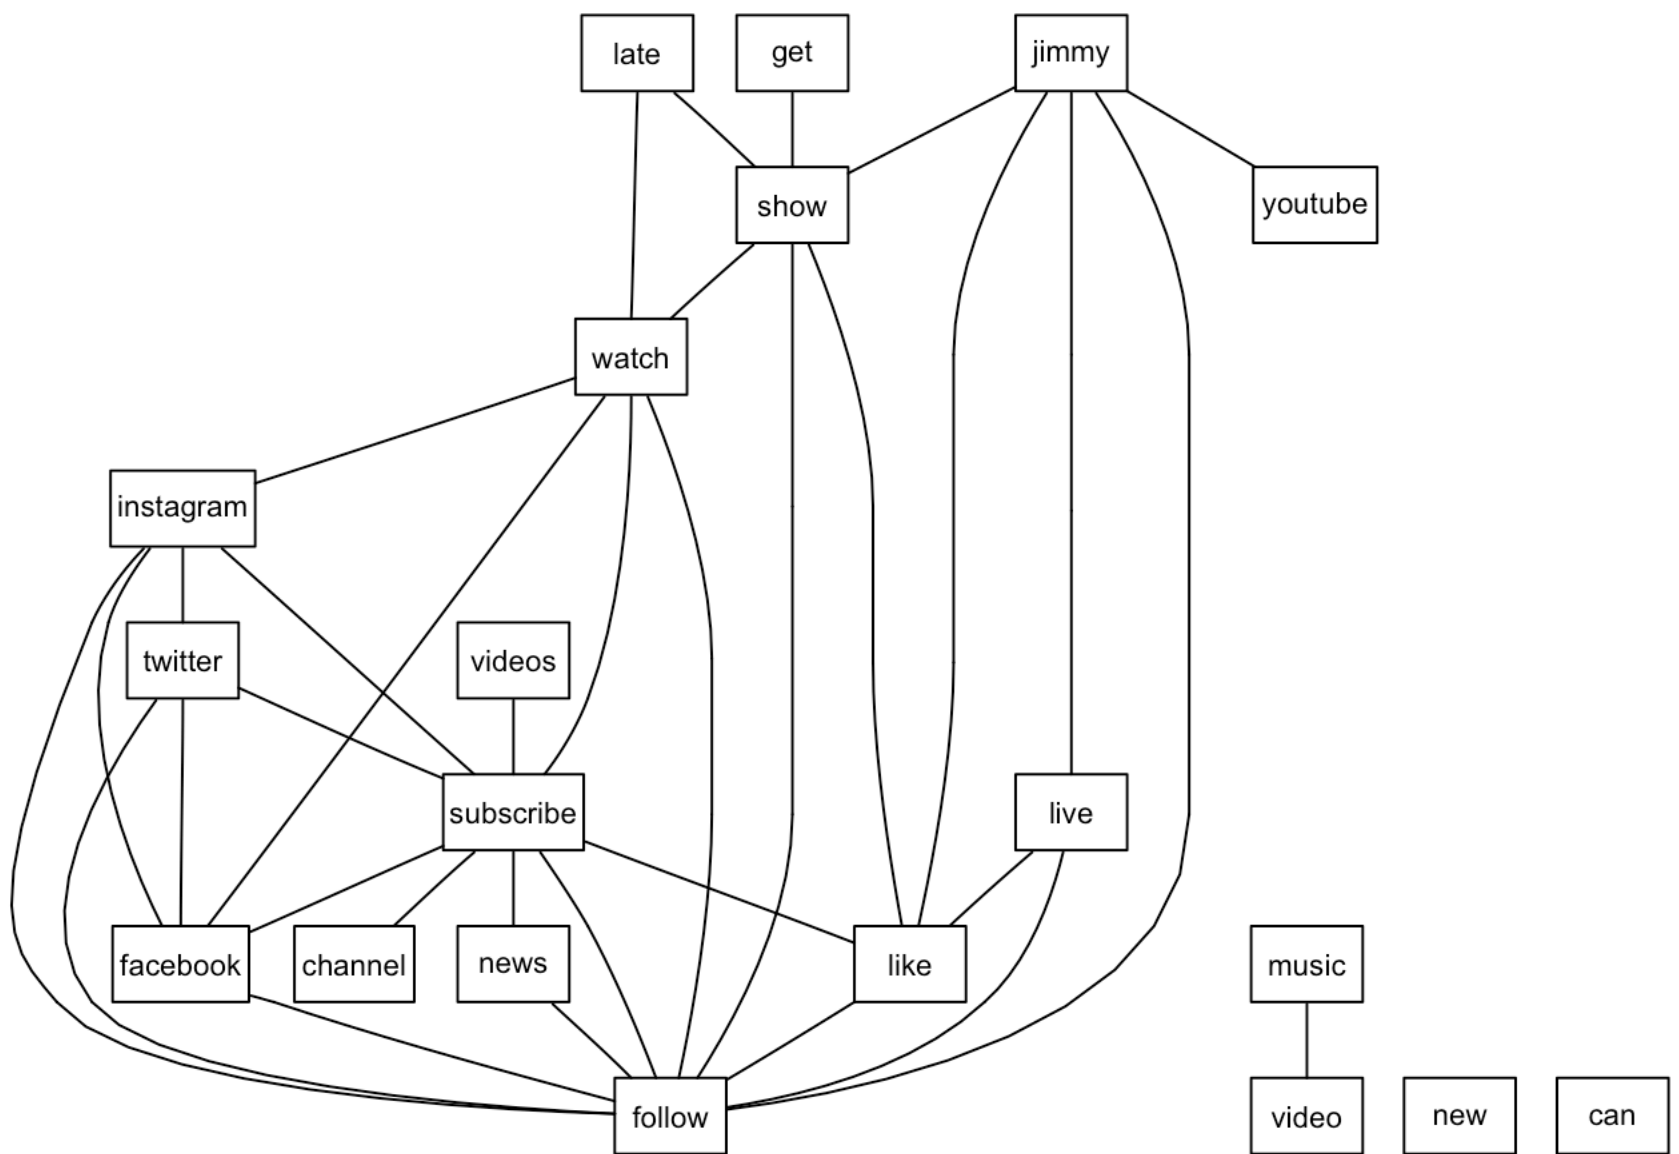 late
get
jimmy
show
youtube
watch
instagram
twitter
videos
subscribe
live
facebook
channel
news
like
music
follow
video
new
can